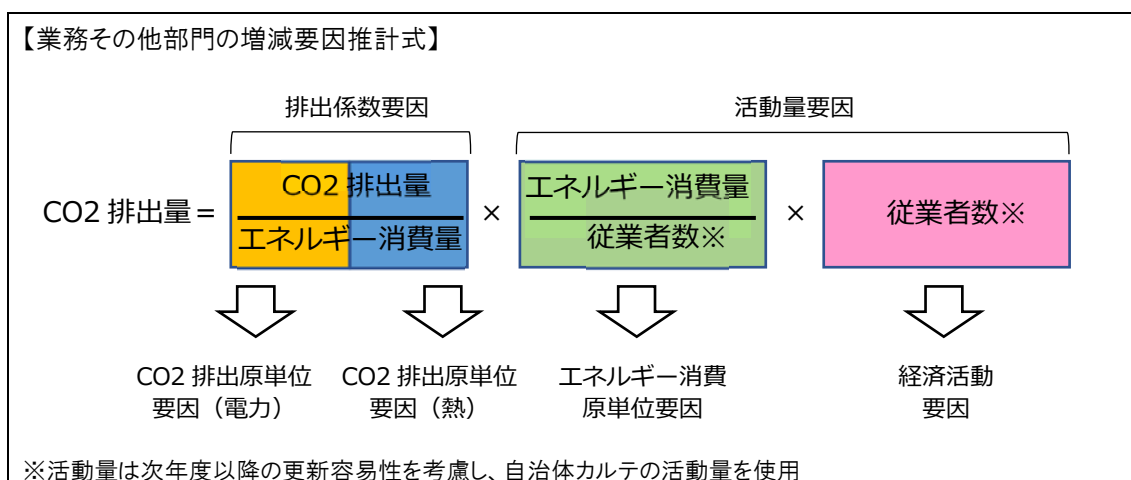 【業務その他部門の増減要因推計式】
排出係数要因
活動量要因
CO2 排出量＝
CO2 排出量
エネルギー消費量
×
エネルギー消費量
従業者数※
×
従業者数※
CO2 排出原単位
要因（電力）
CO2 排出原単位
要因（熱）
エネルギー消費
原単位要因
経済活動
要因
※活動量は次年度以降の更新容易性を考慮し、自治体カルテの活動量を使用